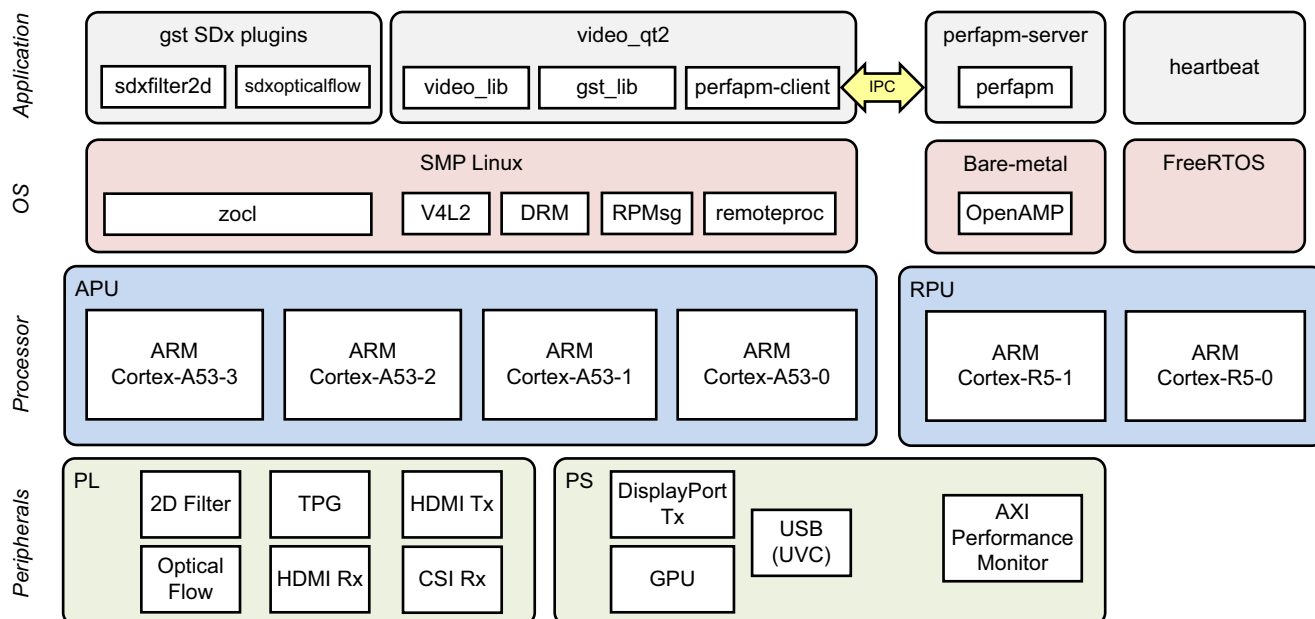 Application
gst SDx plugins
sdxfilter2d
sdxopticalflow
video_qt2
video_lib
gst_lib
perfapm-client
IPC
perfapm-server
perfapm
heartbeat
OS
SMP Linux
zocl
V4L2
DRM
RPMsg
remoteproc
Bare-metal
OpenAMP
FreeRTOS
Processor
APU
ARM
Cortex-A53-3
ARM
Cortex-A53-2
ARM
Cortex-A53-1
ARM
Cortex-A53-0
RPU
ARM
Cortex-R5-1
ARM
Cortex-R5-0
Peripherals
PL
2D Filter
TPG
HDMI Tx
Optical
Flow
HDMI Rx
CSI Rx
PS
DisplayPort
Tx
GPU
USB
(UVC)
AXI
Performance
Monitor